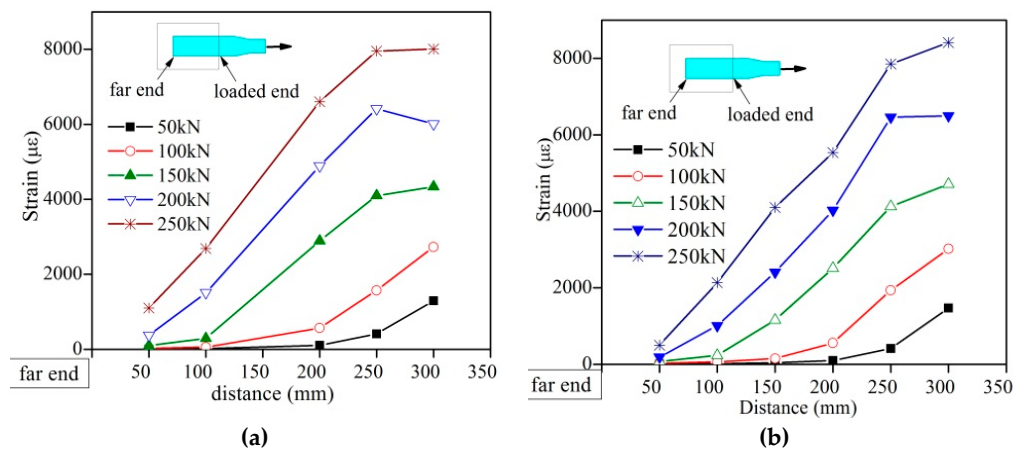 8000
6000
4000
2000
0
Strain (με)
far end
loaded end
50kN
100kN
150kN
200kN
250kN
50
100
150
200
250
300
350
far end
distance (mm)
(a)
8000
6000
4000
2000
0
Strain (με)
far end
loaded end
50kN
100kN
150kN
200kN
250kN
50
100
150
200
250
300
350
far end
Distance (mm)
(b)